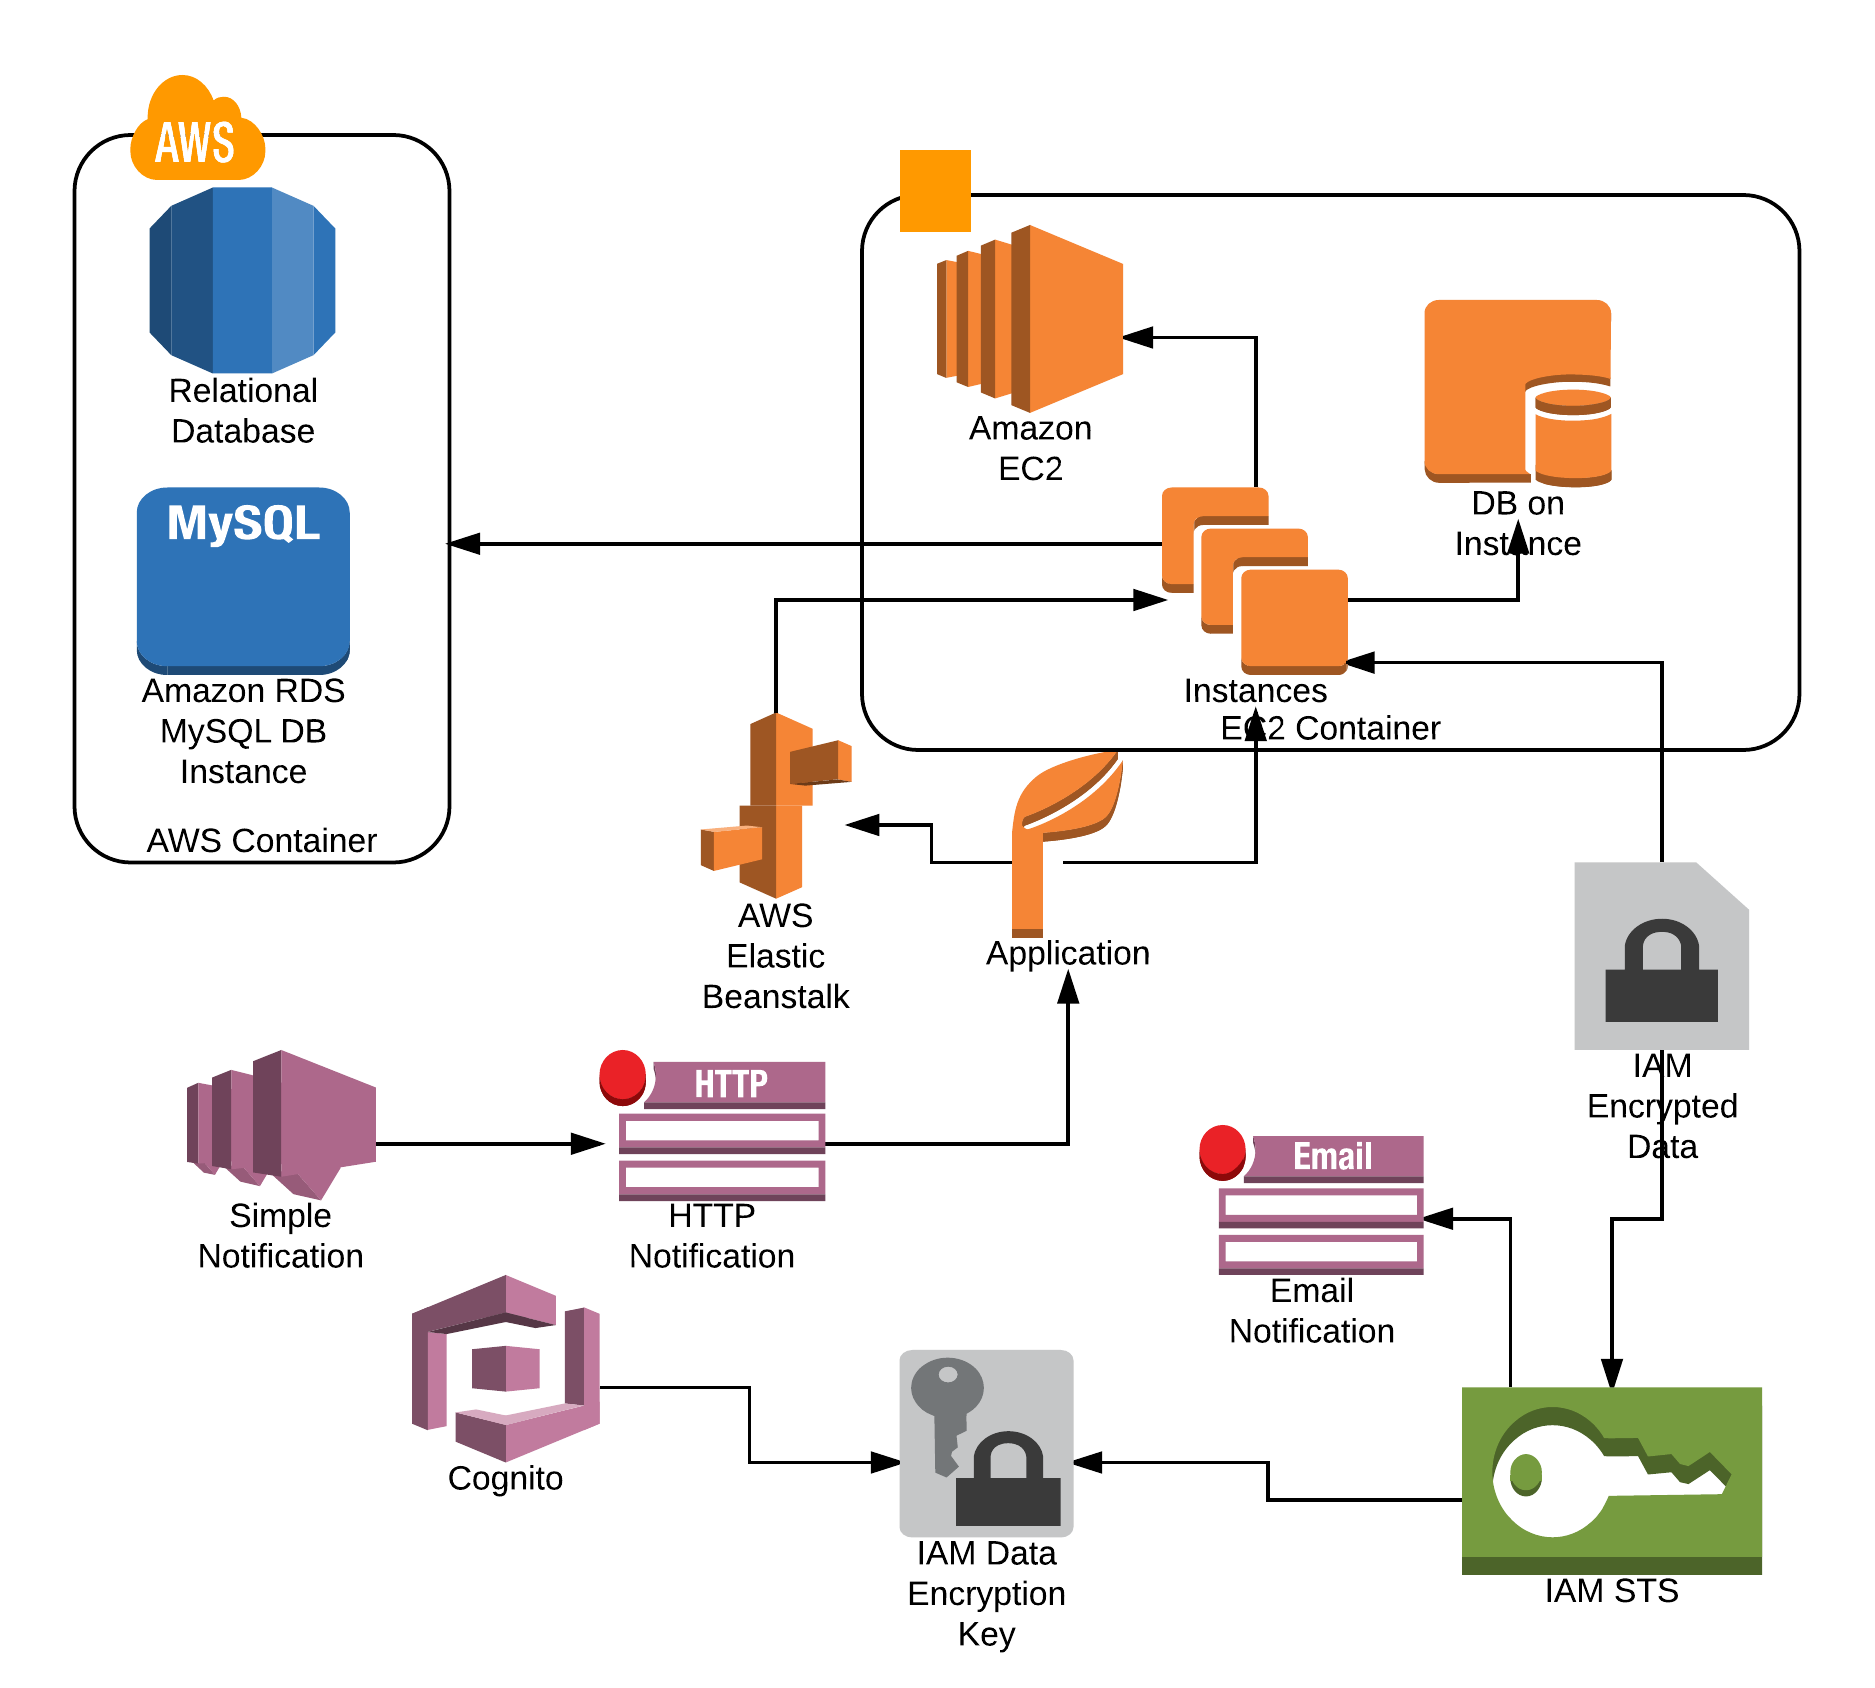 AWS
Relational
Database
MySQL
Amazon RDS
MySQL DB
Instance
AWS Container
Amazon
EC2
DB on
Instance
Instances
EC2 Container
AWS
Elastic
Beanstalk
Application
IAM
Encrypted
Data
Simple
Notification
HTTP
HTTP
Notification
Email
Email
Notification
Cognito
IAM Data
Encryption
Key
IAM STS